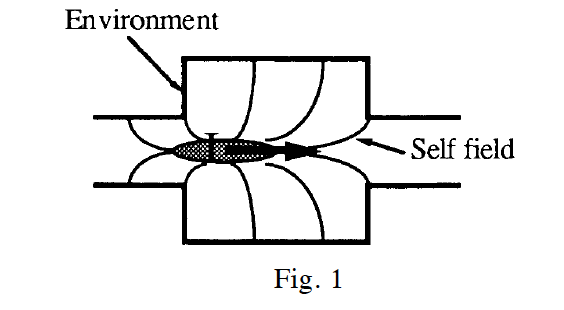 Environment
I
Self field
Fig. 1